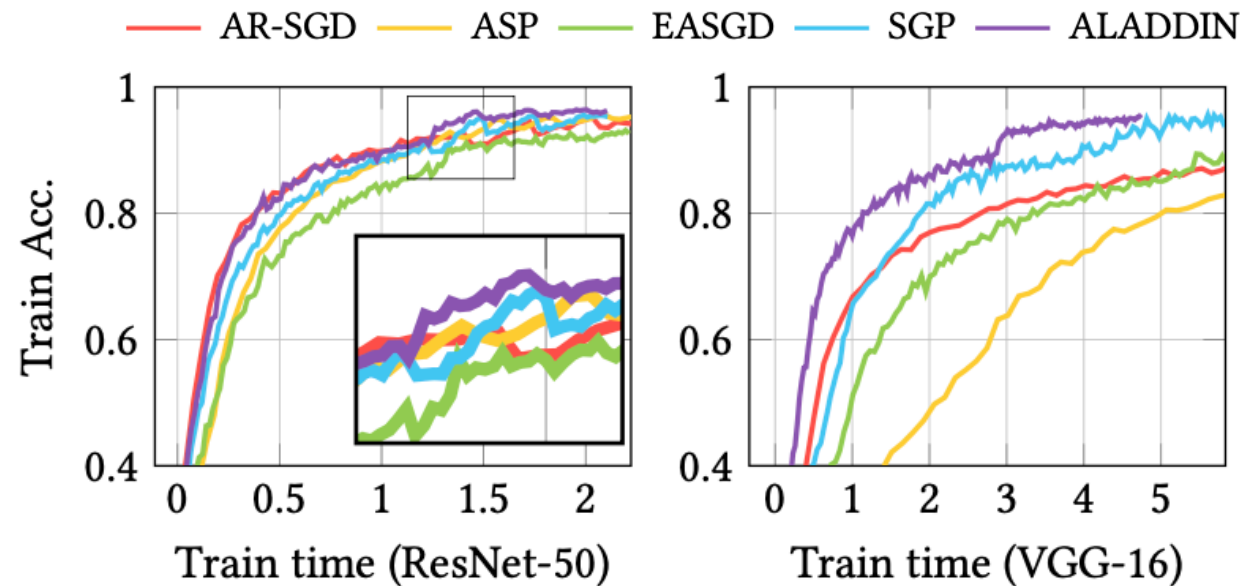 AR-SGD ASP EASGD SGP ALADDIN
Train Acc.
1
0.8
0.6
0.4
0 0.5 1 1.5 2
Train time (ResNet-50)
1
0.8
0.6
0.4
0 1 2 3 4 5
Train time (VGG-16)